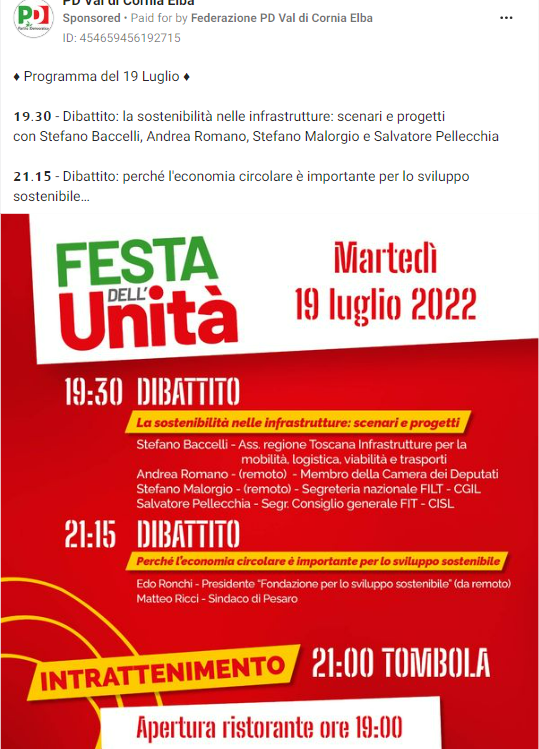 PD Val di Cornia Elba
Sponsored • Paid for by Federazione PD Val di Cornia Elba
ID: 454659456192715
♦ Programma del 19 Luglio ♦
19.30 - Dibattito: la sostenibilità nelle infrastrutture: scenari e progetti
con Stefano Baccelli, Andrea Romano, Stefano Malorgio e Salvatore Pellecchia
21.15 - Dibattito: perché l'economia circolare è importante per lo sviluppo
sostenibile...
FESTA
DELL'
Unità
Martedì
19 luglio 2022
19:30 DIBATTITO
La sostenibilità nelle infrastrutture: scenari e progetti
Stefano Baccelli - Ass. regione Toscana Infrastrutture per la
mobilità, logistica, viabilità e trasporti
Andrea Romano - (remoto) - Membro della Camera dei Deputati
Stefano Malorgio - (remoto) - Segreteria nazionale FILT - CGIL
Salvatore Pellecchia - Segr. Consiglio generale FIT - CISL
21:15 DIBATTITO
Perché l'economia circolare è importante per lo sviluppo sostenibile
Edo Ronchi - Presidente "Fondazione per lo sviluppo sostenibile" (da remoto)
Matteo Ricci - Sindaco di Pesaro
INTRATTENIMENTO 21:00 TOMBOLA
Apertura ristorante ore 19:00